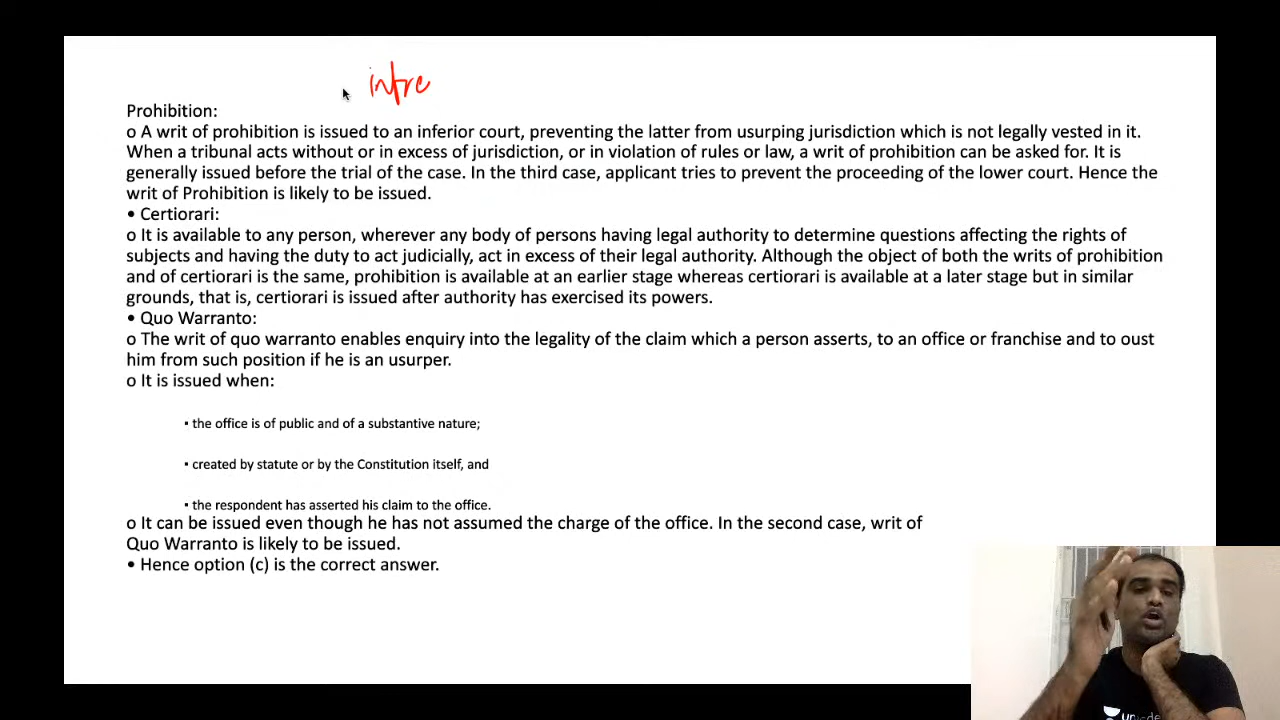 infre
Prohibition:
o A writ of prohibition is issued to an inferior court, preventing the latter from usurping jurisdiction which is not legally vested in it.
When a tribunal acts without or in excess of jurisdiction, or in violation of rules or law, a writ of prohibition can be asked for. It is
generally issued before the trial of the case. In the third case, applicant tries to prevent the proceeding of the lower court. Hence the
writ of Prohibition is likely to be issued.
• Certiorari:
o It is available to any person, wherever any body of persons having legal authority to determine questions affecting the rights of
subjects and having the duty to act judicially, act in excess of their legal authority. Although the object of both the writs of prohibition
and of certiorari is the same, prohibition is available at an earlier stage whereas certiorari is available at a later stage but in similar
grounds, that is, certiorari is issued after authority has exercised its powers.
• Quo Warranto:
o The writ of quo warranto enables enquiry into the legality of the claim which a person asserts, to an office or franchise and to oust
him from such position if he is an usurper.
o It is issued when:
▪ the office is of public and of a substantive nature;
▪ created by statute or by the Constitution itself, and
▪ the respondent has asserted his claim to the office.
o It can be issued even though he has not assumed the charge of the office. In the second case, writ of
Quo Warranto is likely to be issued.
• Hence option (c) is the correct answer.